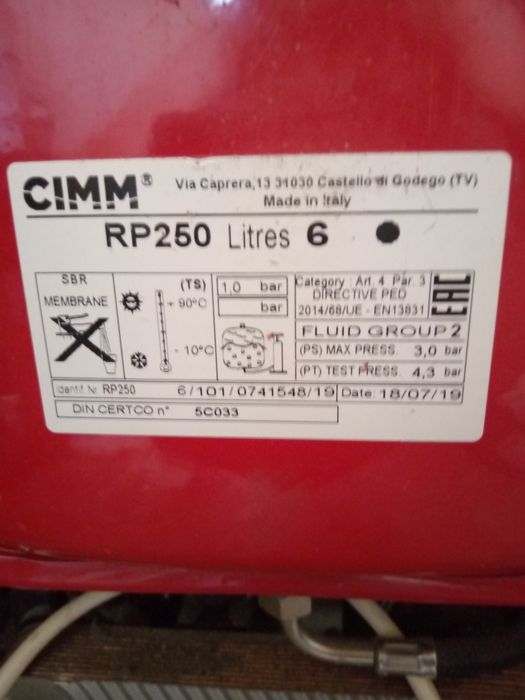 CIMM®
Via Caprera,13 31030 Castello di Godego (TV)
Made in Italy
RP250 Litres 6
SBR
MEMBRANE
(TS)
+ 90°C
- 10°C
1,0 bar
bar
Category : Art. 4 Par. 3
DIRECTIVE PED
2014/68/UE - EN13831
EAC
FLUID GROUP 2
(PS) MAX PRESS. 3,0 bar
(PT) TEST PRESS. 4,3 bar
Identif. Nr. RP250 6/101/0741548/19 Date: 18/07/19
DIN CERTCO n° 5C033